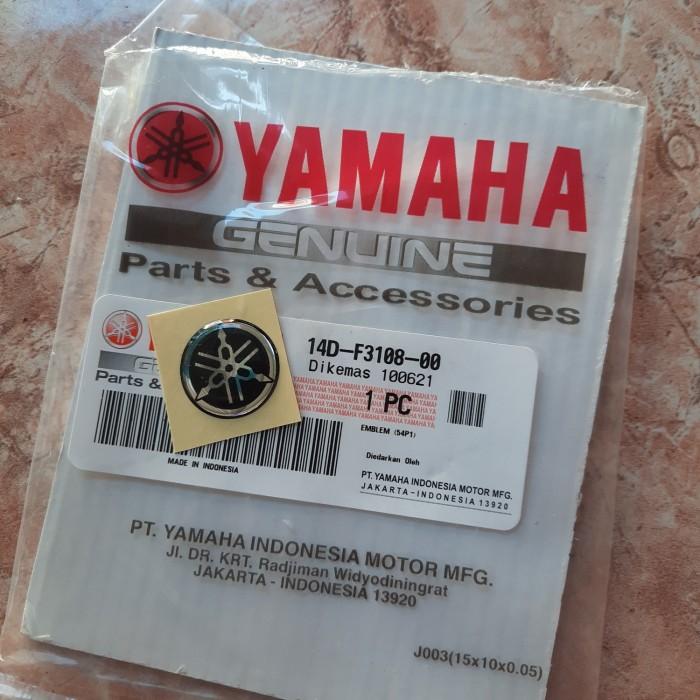 YAMAHA
GENUINE
Parts & Accessories
14D-F3108-00
Dikemas 100621
1 PC
EMBLEM (54P1)
Parts &
MADE IN INDONESIA
Diedarkan Oleh
PT. YAMAHA INDONESIA MOTOR MFG.
JAKARTA - INDONESIA 13920
PT. YAMAHA INDONESIA MOTOR MFG.
Jl. DR. KRT. Radjiman Widyodiningrat
JAKARTA - INDONESIA 13920
J003(15x10x0.05)